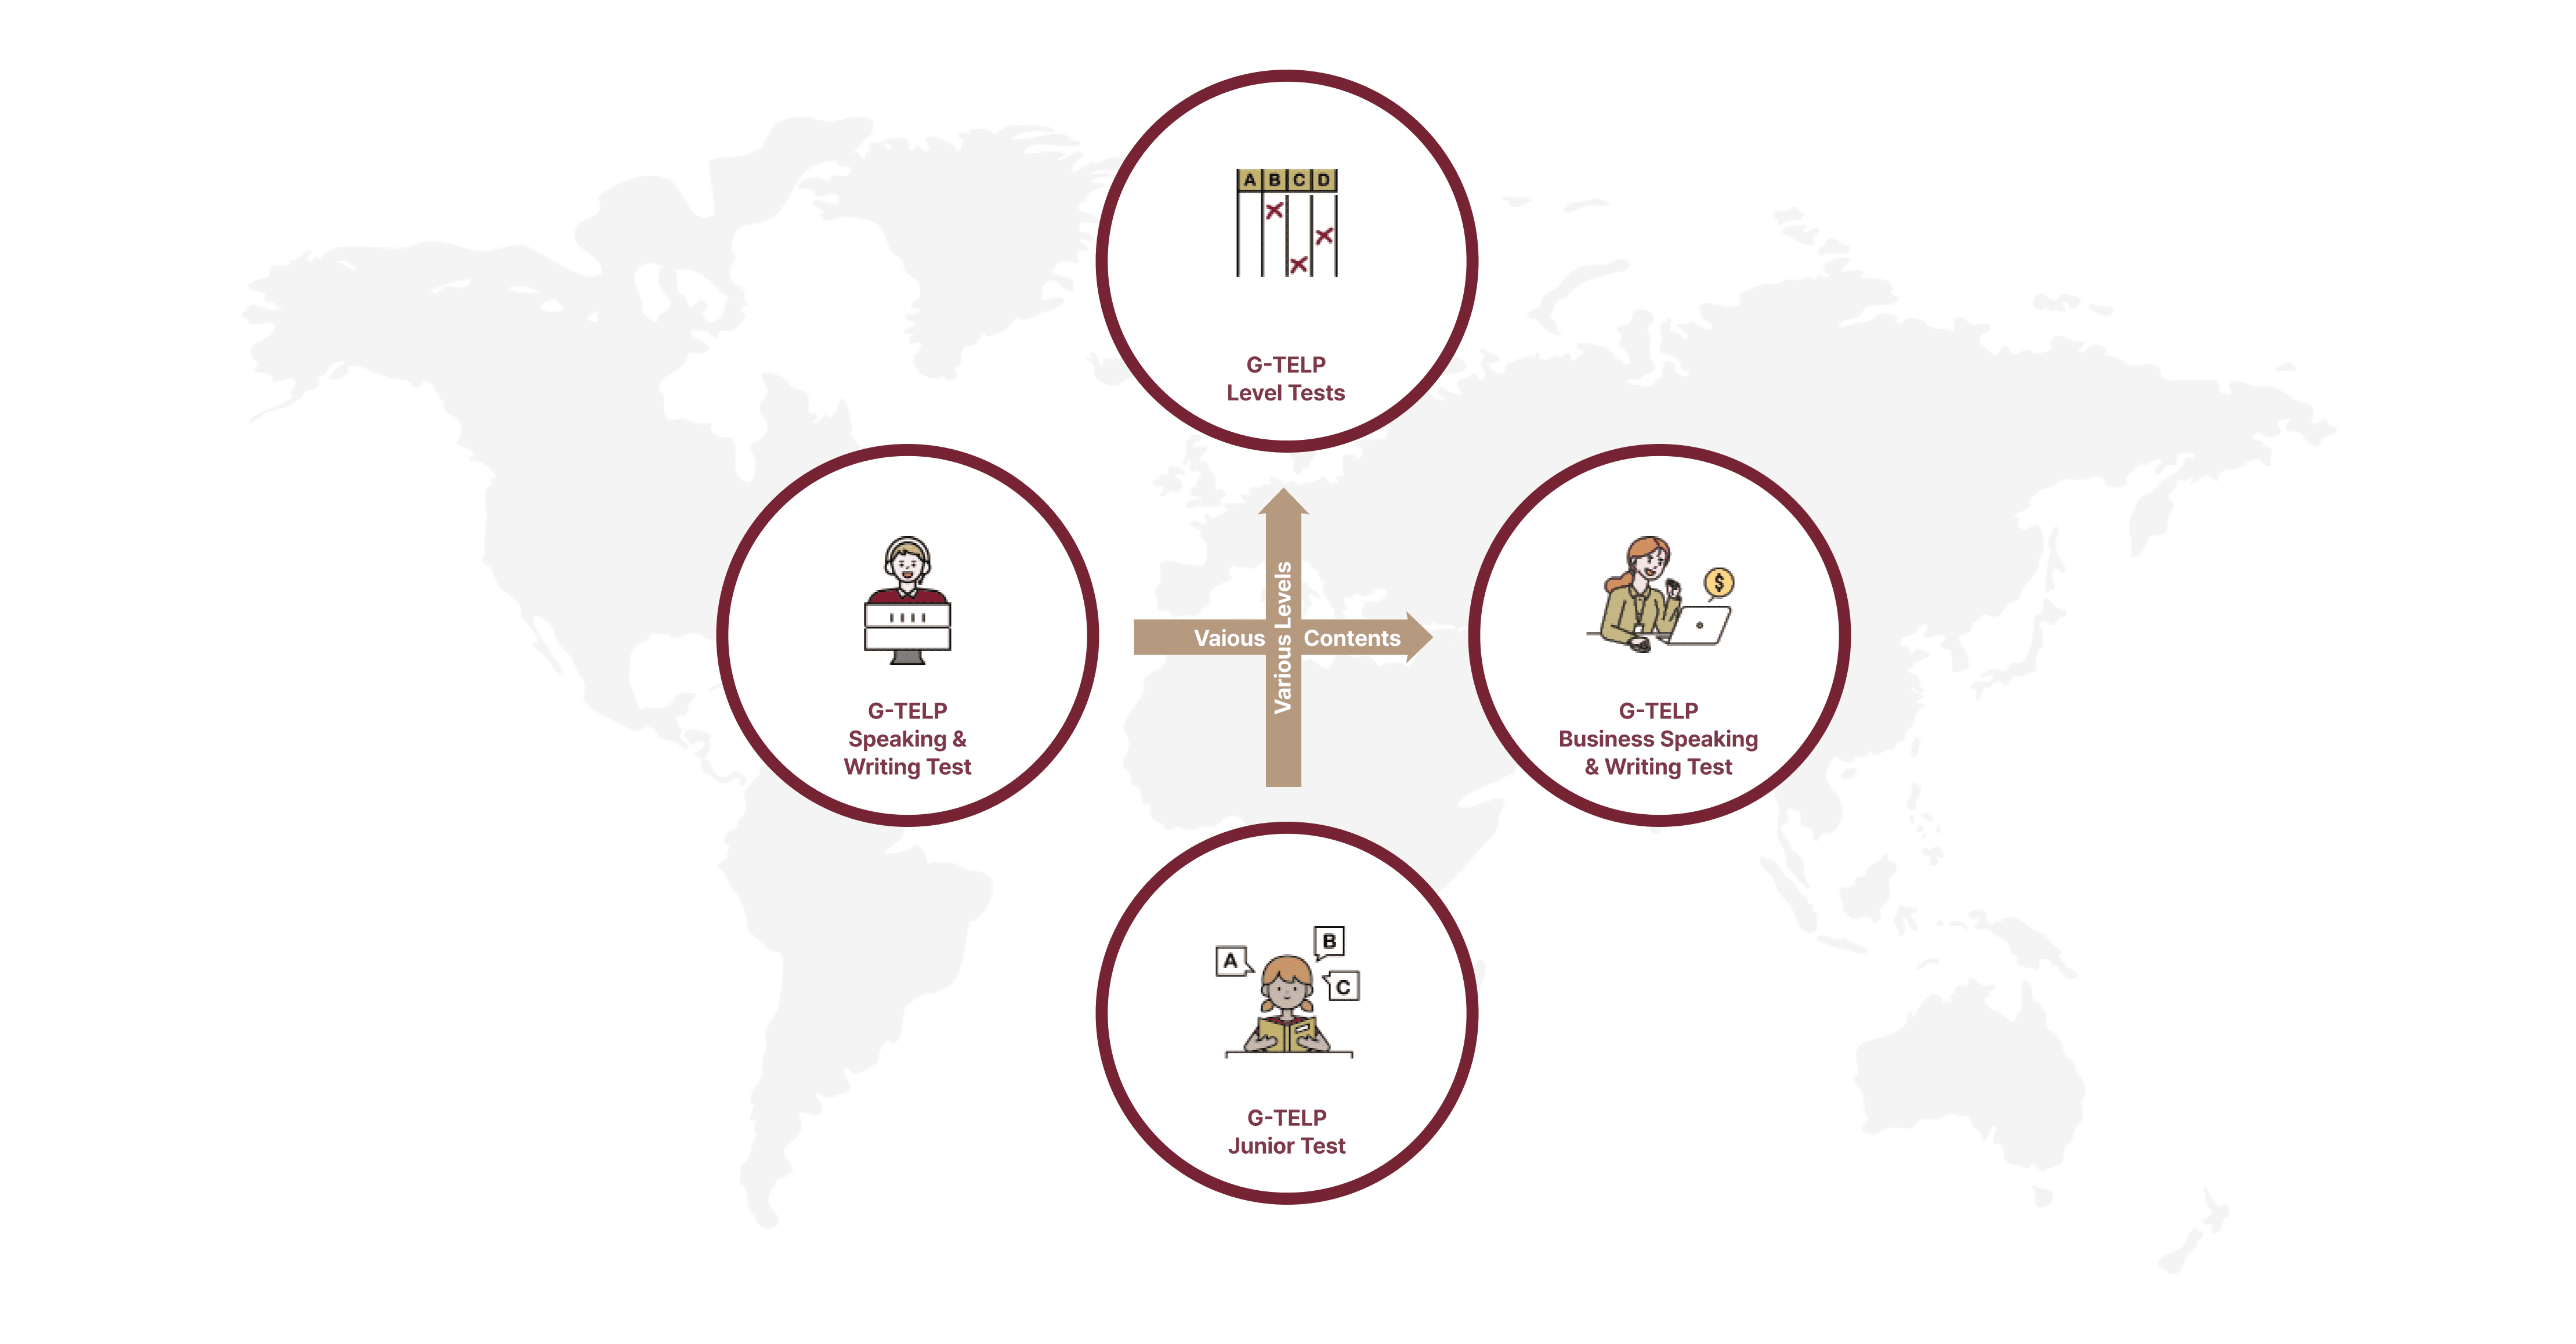 A B C D
G-TELP
Level Tests
G-TELP
Speaking &
Writing Test
Vaious Contents
Various Levels
$
G-TELP
Business Speaking
& Writing Test
A
B
C
G-TELP
Junior Test